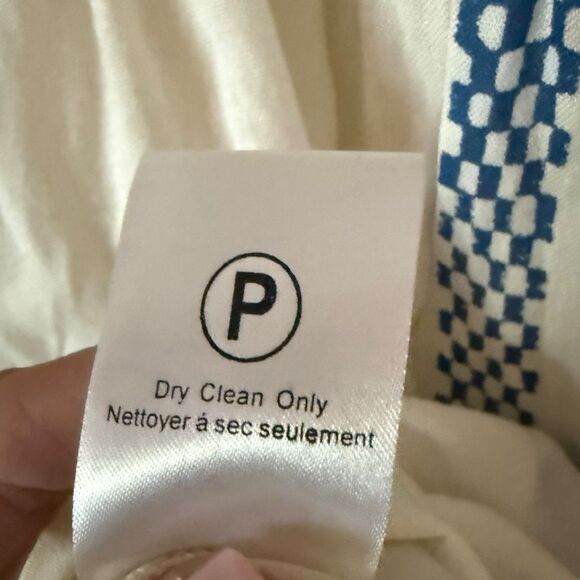 P
Dry Clean Only
Nettoyer á sec seulement